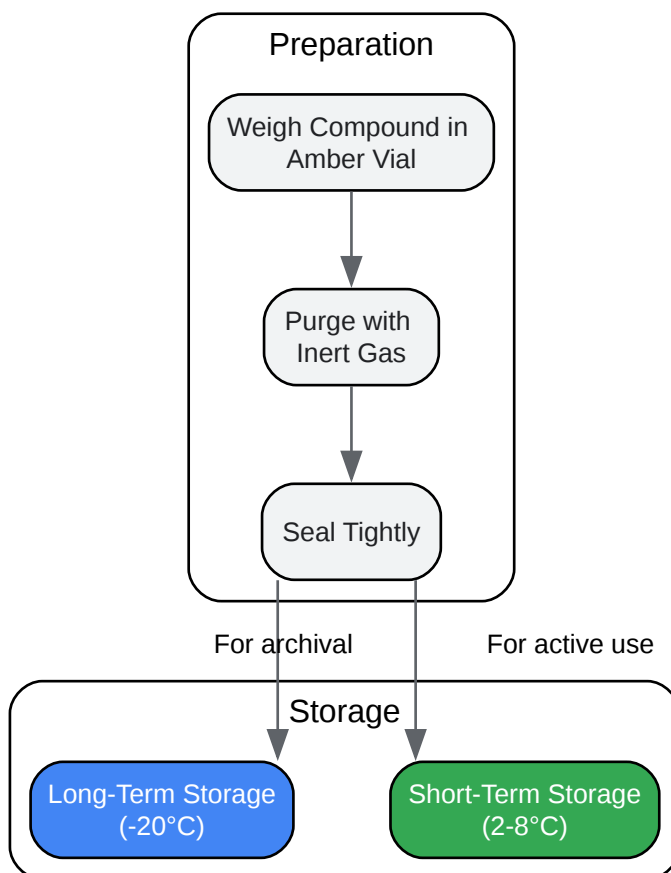 Preparation
Weigh Compound in
Amber Vial
Purge with
Inert Gas
Seal Tightly
For archival
For active use
Storage
Long-Term Storage
(-20°C)
Short-Term Storage
(2-8°C)